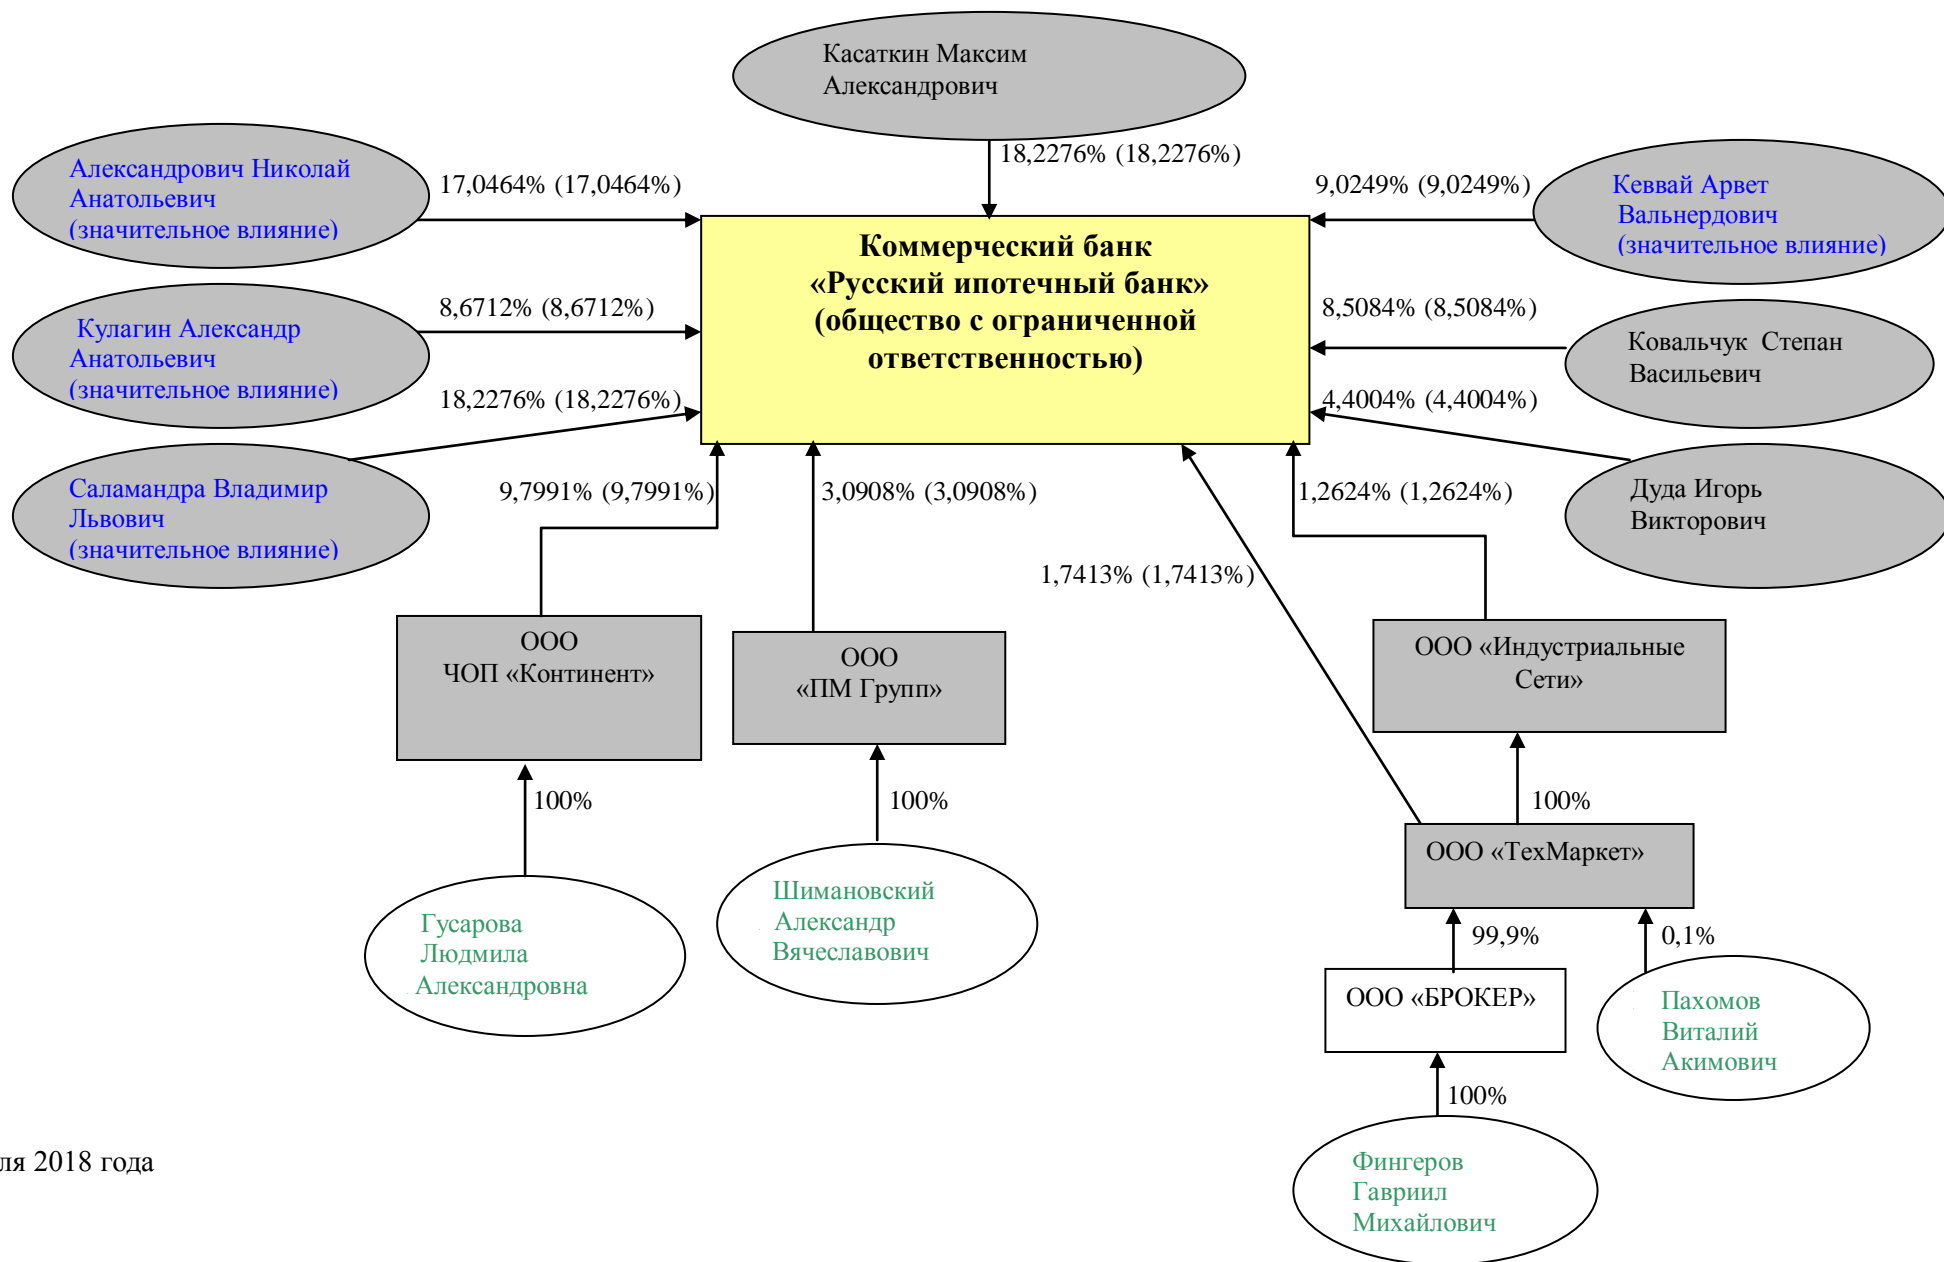 Касаткин Максим
Александрович
18,2276% (18,2276%)
Александрович Николай
Анатольевич
(значительное влияние)
17,0464% (17,0464%)
9,0249% (9,0249%)
Кеввай Арвет
Вальнердович
(значительное влияние)
Коммерческий банк
«Русский ипотечный банк»
(общество с ограниченной
ответственностью)
Кулагин Александр
Анатольевич
(значительное влияние)
8,6712% (8,6712%)
8,5084% (8,5084%)
Ковальчук Степан
Васильевич
18,2276% (18,2276%)
4,4004% (4,4004%)
Саламандра Владимир
Львович
(значительное влияние)
9,7991% (9,7991%)
3,0908% (3,0908%)
1,2624% (1,2624%)
Дуда Игорь
Викторович
1,7413% (1,7413%)
ООО
ЧОП «Континент»
ООО
«ПМ Групп»
ООО «Индустриальные
Сети»
100%
100%
100%
ООО «ТехМаркет»
Гусарова
Людмила
Александровна
Шимановский
Александр
Вячеславович
99,9%
0,1%
ООО «БРОКЕР»
Пахомов
Виталий
Акимович
100%
ля 2018 года
Фингеров
Гавриил
Михайлович